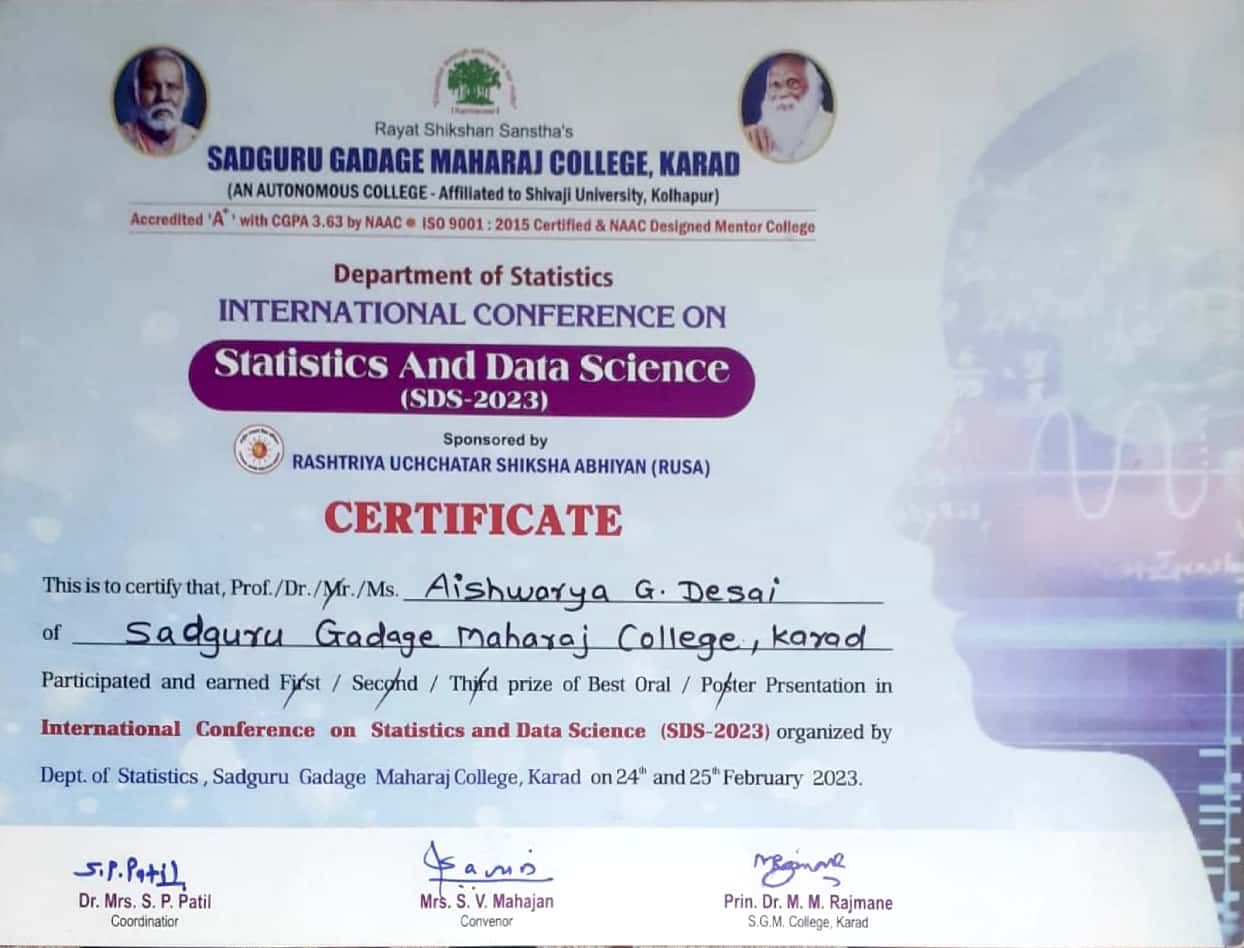 Rayat Shikshan Sanstha's
SADGURU GADAGE MAHARAJ COLLEGE, KARAD
(AN AUTONOMOUS COLLEGE - Affiliated to Shivaji University, Kolhapur)
Accredited 'A+' with CGPA 3.63 by NAAC ● ISO 9001 : 2015 Certified & NAAC Designed Mentor College
Department of Statistics
INTERNATIONAL CONFERENCE ON
Statistics And Data Science
(SDS-2023)
Sponsored by
RASHTRIYA UCHCHATAR SHIKSHA ABHIYAN (RUSA)
CERTIFICATE
This is to certify that, Prof./Dr./Mr./Ms. Aishwarya G. Desai
of Sadguru Gadage Maharaj College, Karad
Participated and earned First / Second / Third prize of Best Oral / Poster Prsentation in
International Conference on Statistics and Data Science (SDS-2023) organized by
Dept. of Statistics , Sadguru Gadage Maharaj College, Karad on 24th and 25th February 2023.
S.P.Patil
Dr. Mrs. S. P. Patil Mrs. S. V. Mahajan Prin. Dr. M. M. Rajmane
Coordinatior Convenor S.G.M. College, Karad